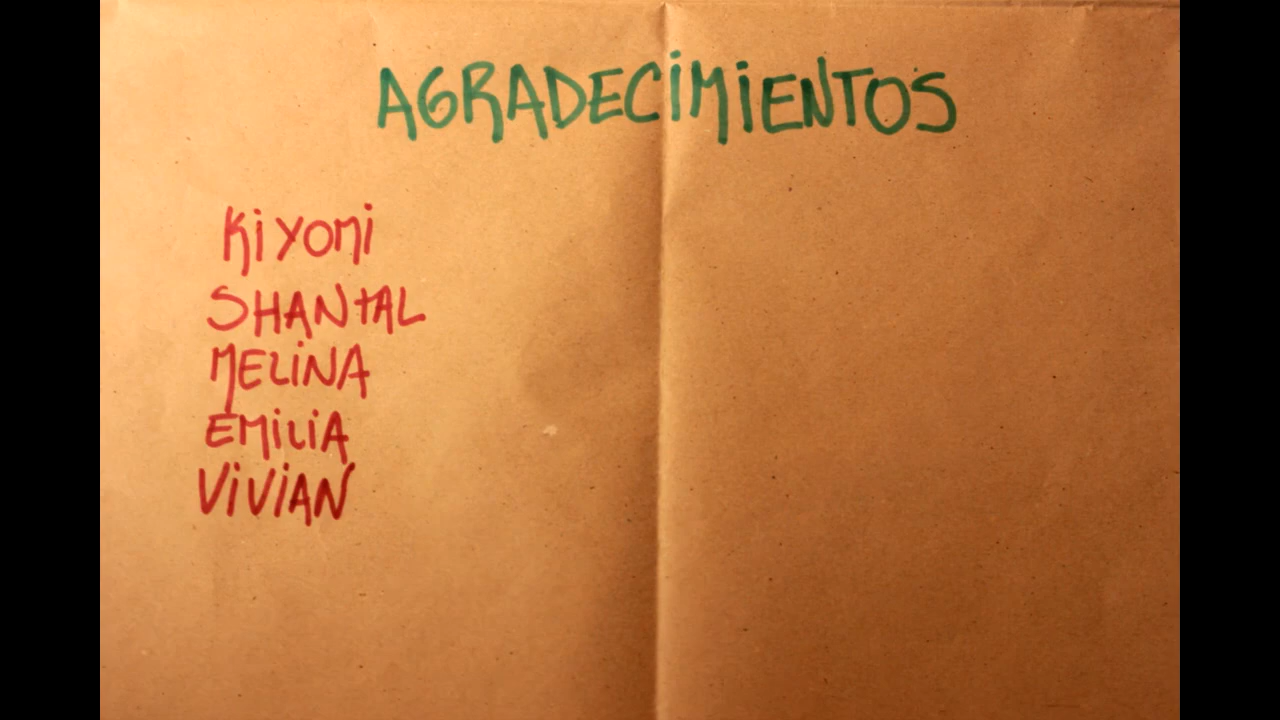 AGRADECIMIENTOS
KIYOMI
SHANTAL
MELINA
EMILIA
VIVIAN